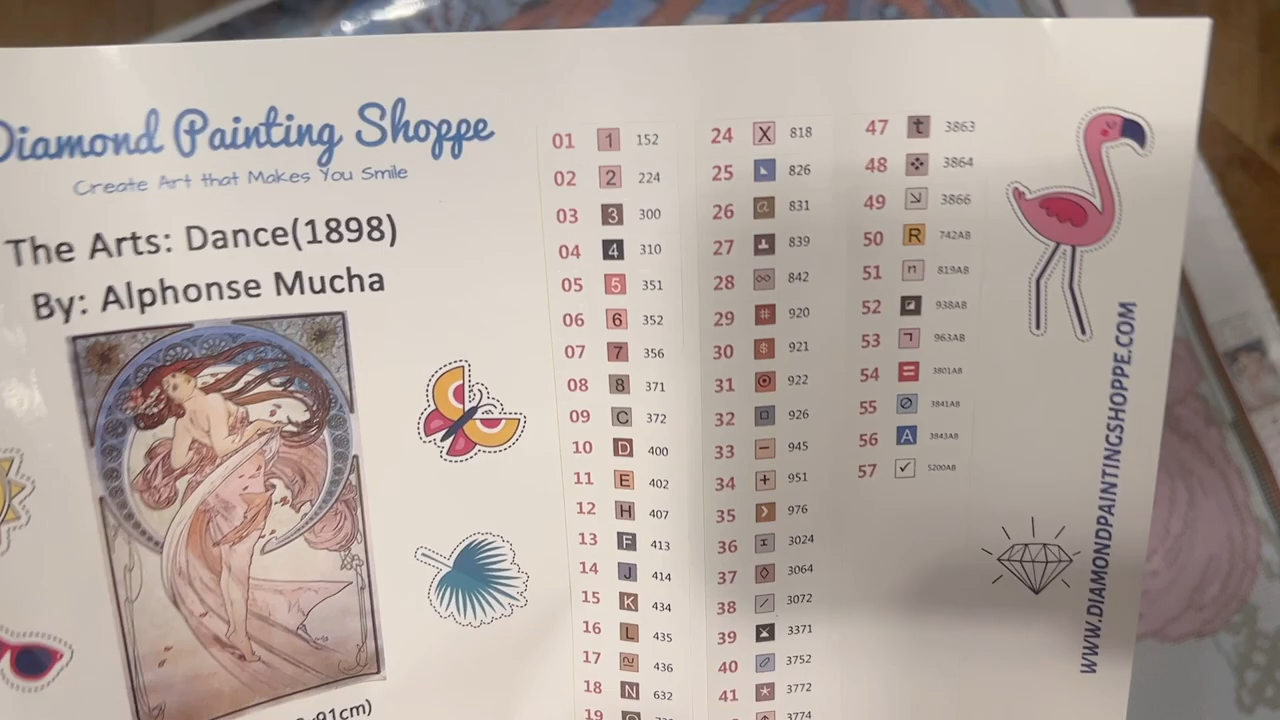 Diamond Painting Shoppe
Create Art that Makes You Smile
The Arts: Dance(1898)
By: Alphonse Mucha
91cm)
01 1 152
02 2 224
03 3 300
04 4 310
05 5 351
06 6 352
07 7 356
08 8 371
09 C 372
10 D 400
11 E 402
12 H 407
13 F 413
14 J 414
15 K 434
16 L 435
17 436
18 N 632
19
24 X 818
25 826
26 a 831
27 839
28 842
29 # 920
30 $ 921
31 922
32 926
33 − 945
34 + 951
35 976
36 3024
37 ◊ 3064
38 / 3072
39 3371
40 3752
41 ★ 3772
3774
47 t 3863
48 3864
49 3866
50 R 742AB
51 n 819AB
52 938AB
53 963AB
54 = 3801AB
55 3841AB
56 A 3843AB
57 ✓ 5200AB
WWW.DIAMONDPAINTINGSHOPPE.COM